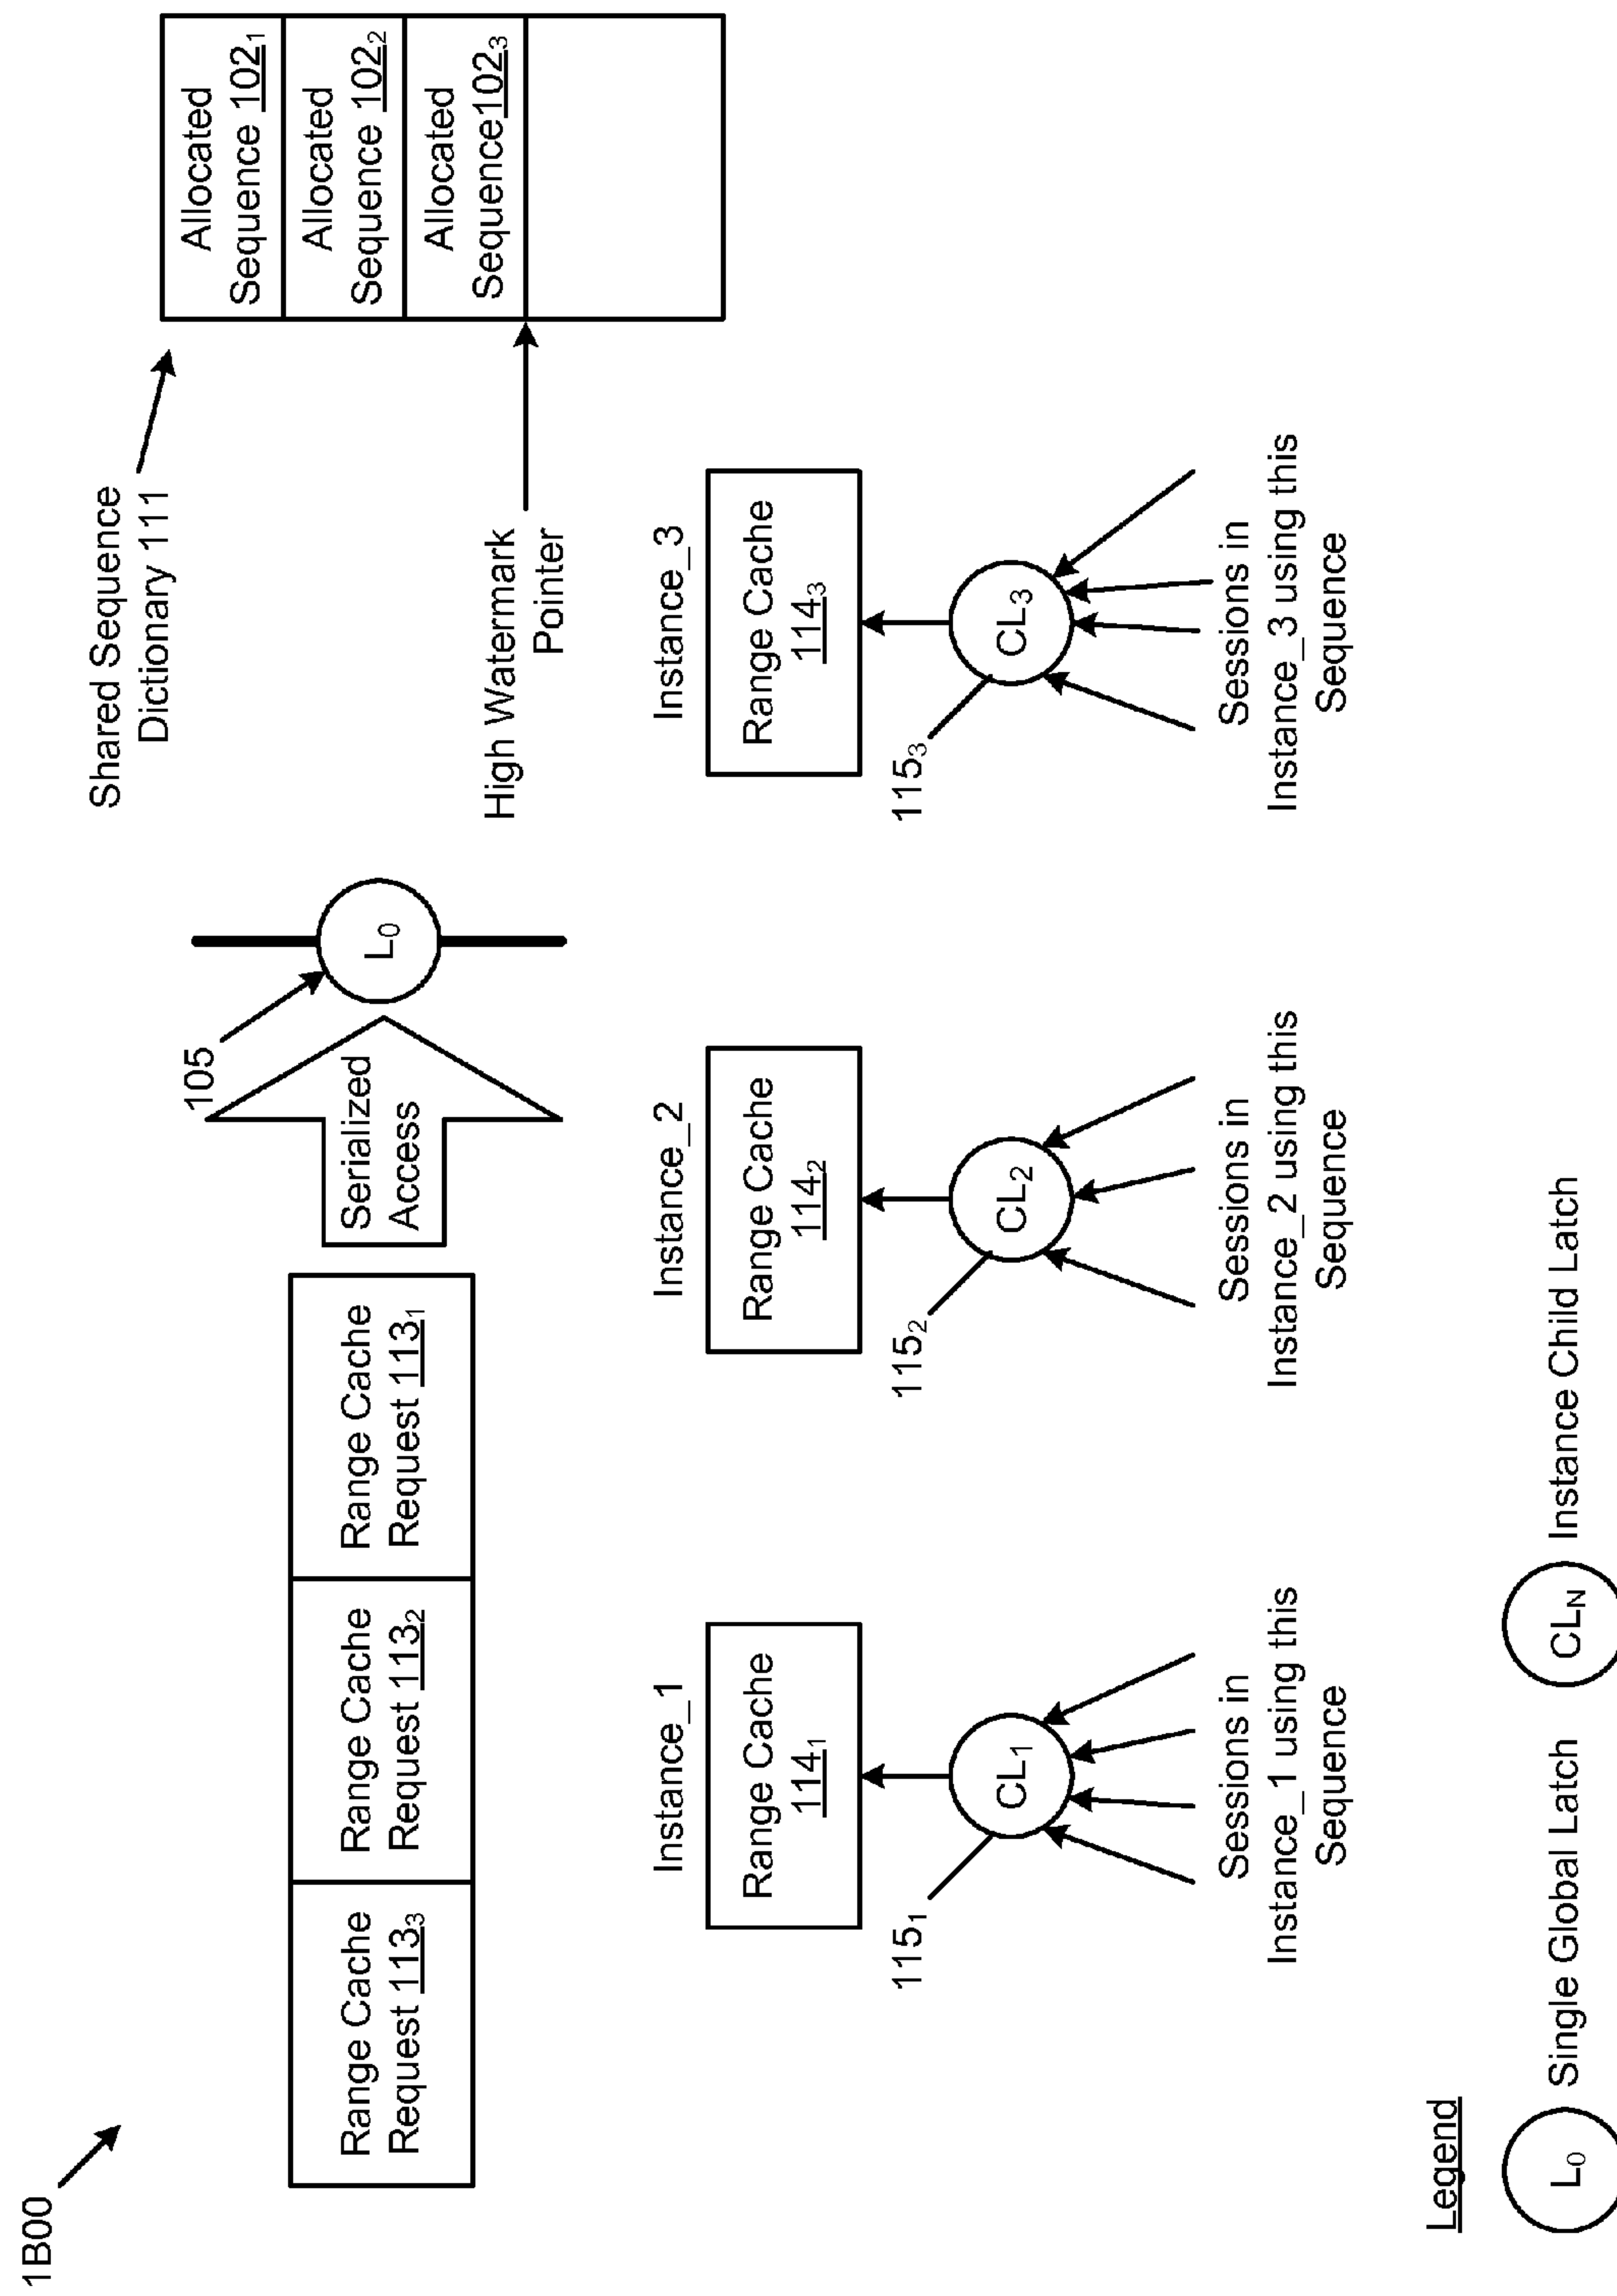 1B00
Shared Sequence
Dictionary 111
Allocated
Sequence 102₁
Allocated
Sequence 102₂
Allocated
Sequence102₃
High Watermark
Pointer
105
L₀
Serialized
Access
Range Cache
Request 113₃
Range Cache
Request 113₂
Range Cache
Request 113₁
Instance_1
Range Cache
114₁
115₁
CL₁
Sessions in
Instance_1 using this
Sequence
Instance_2
Range Cache
114₂
115₂
CL₂
Sessions in
Instance_2 using this
Sequence
Instance_3
Range Cache
114₃
115₃
CL₃
Sessions in
Instance_3 using this
Sequence
Legend
L₀ Single Global Latch
CL<sub>N</sub> Instance Child Latch